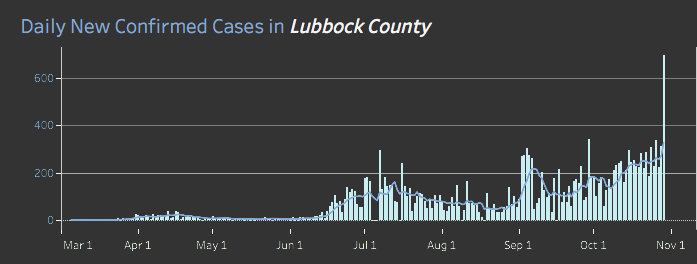 Daily New Confirmed Cases in Lubbock County
600
400
200
0
Mar 1 Apr 1 May 1 Jun 1 Jul 1 Aug 1 Sep 1 Oct 1 Nov 1